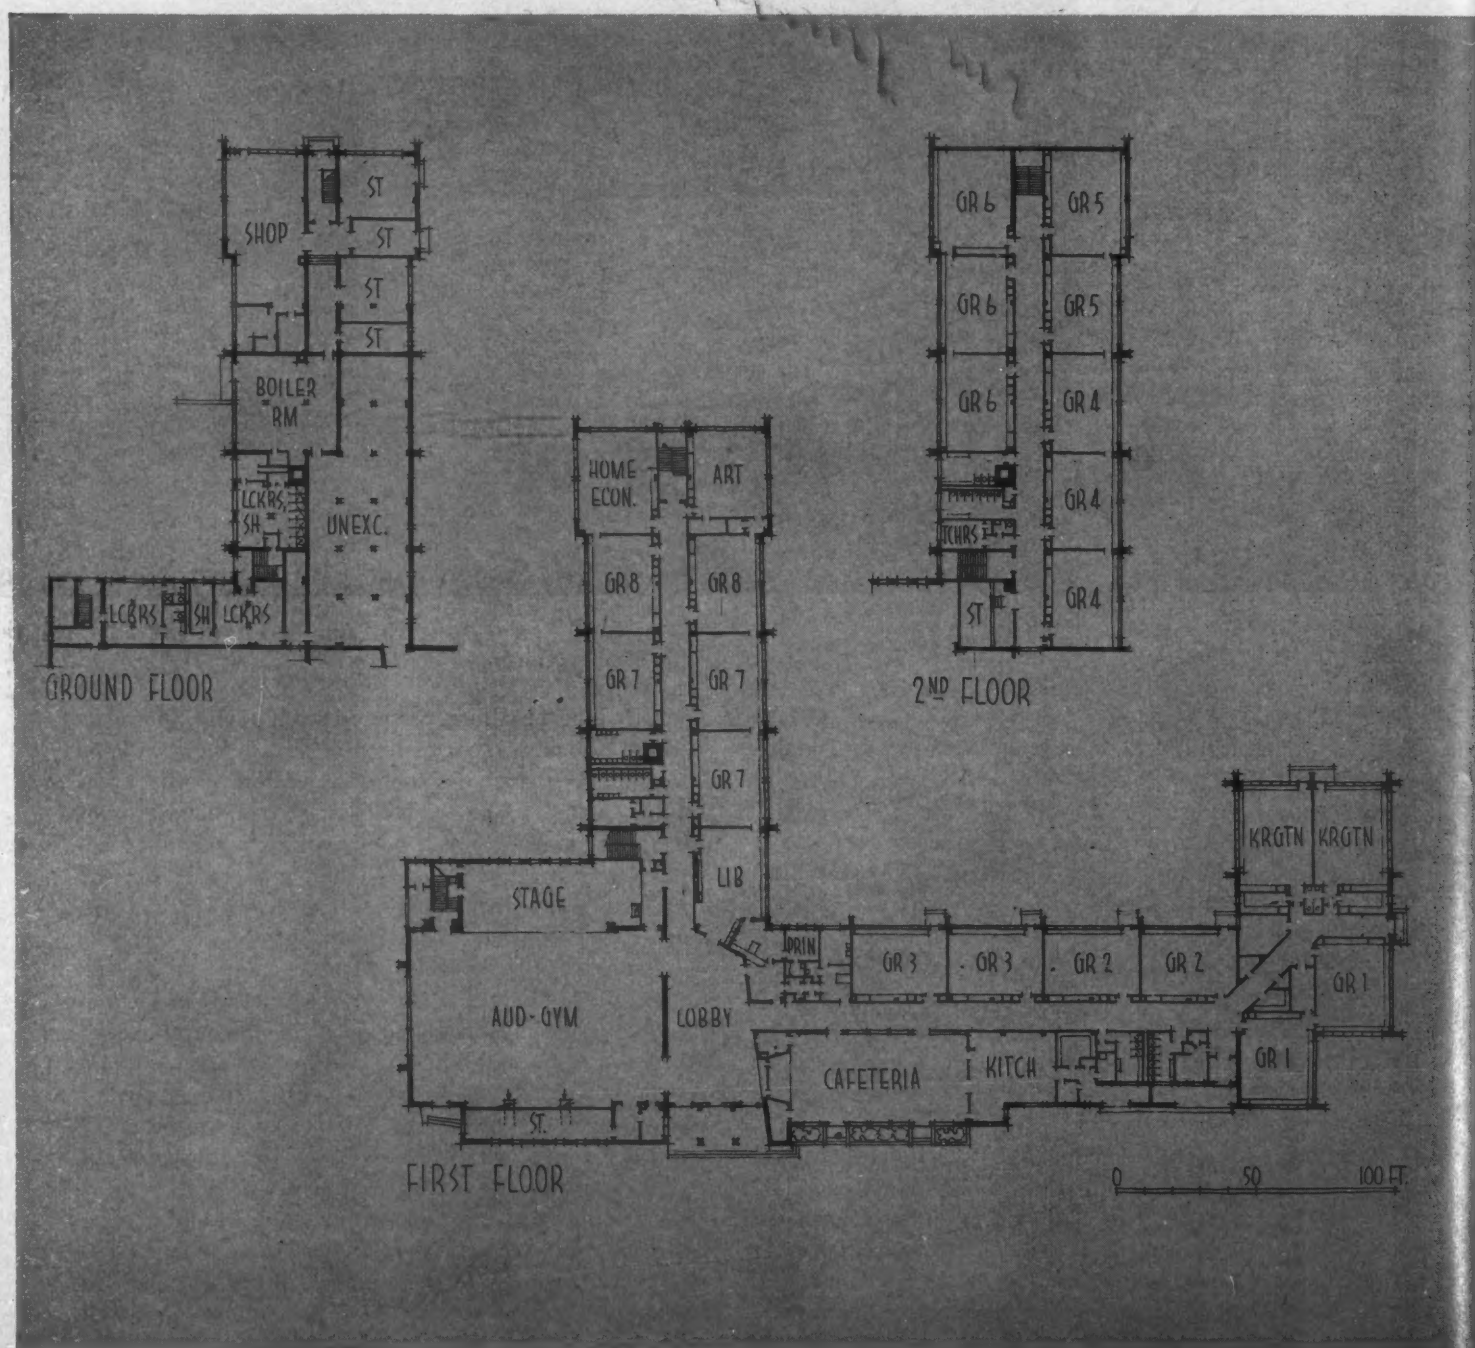 ST
SHOP
ST
ST
ST
BOILER
RM
LCKRS,
SH.
UNEXC.
LCKRS
SH
LCKRS
GROUND FLOOR
GR 6
GR 5
GR 6
GR 5
GR 6
GR 4
GR 4
TCHRS
GR 4
ST
2ND FLOOR
HOME
ECON.
ART
GR 8
GR 8
GR 7
GR 7
GR 7
LIB
STAGE
AUD-GYM
LOBBY
PRIN
GR 3
GR 3
GR 2
GR 2
KRGTN
KRGTN
GR 1
GR 1
CAFETERIA
KITCH
ST.
FIRST FLOOR
0 50 100 FT.